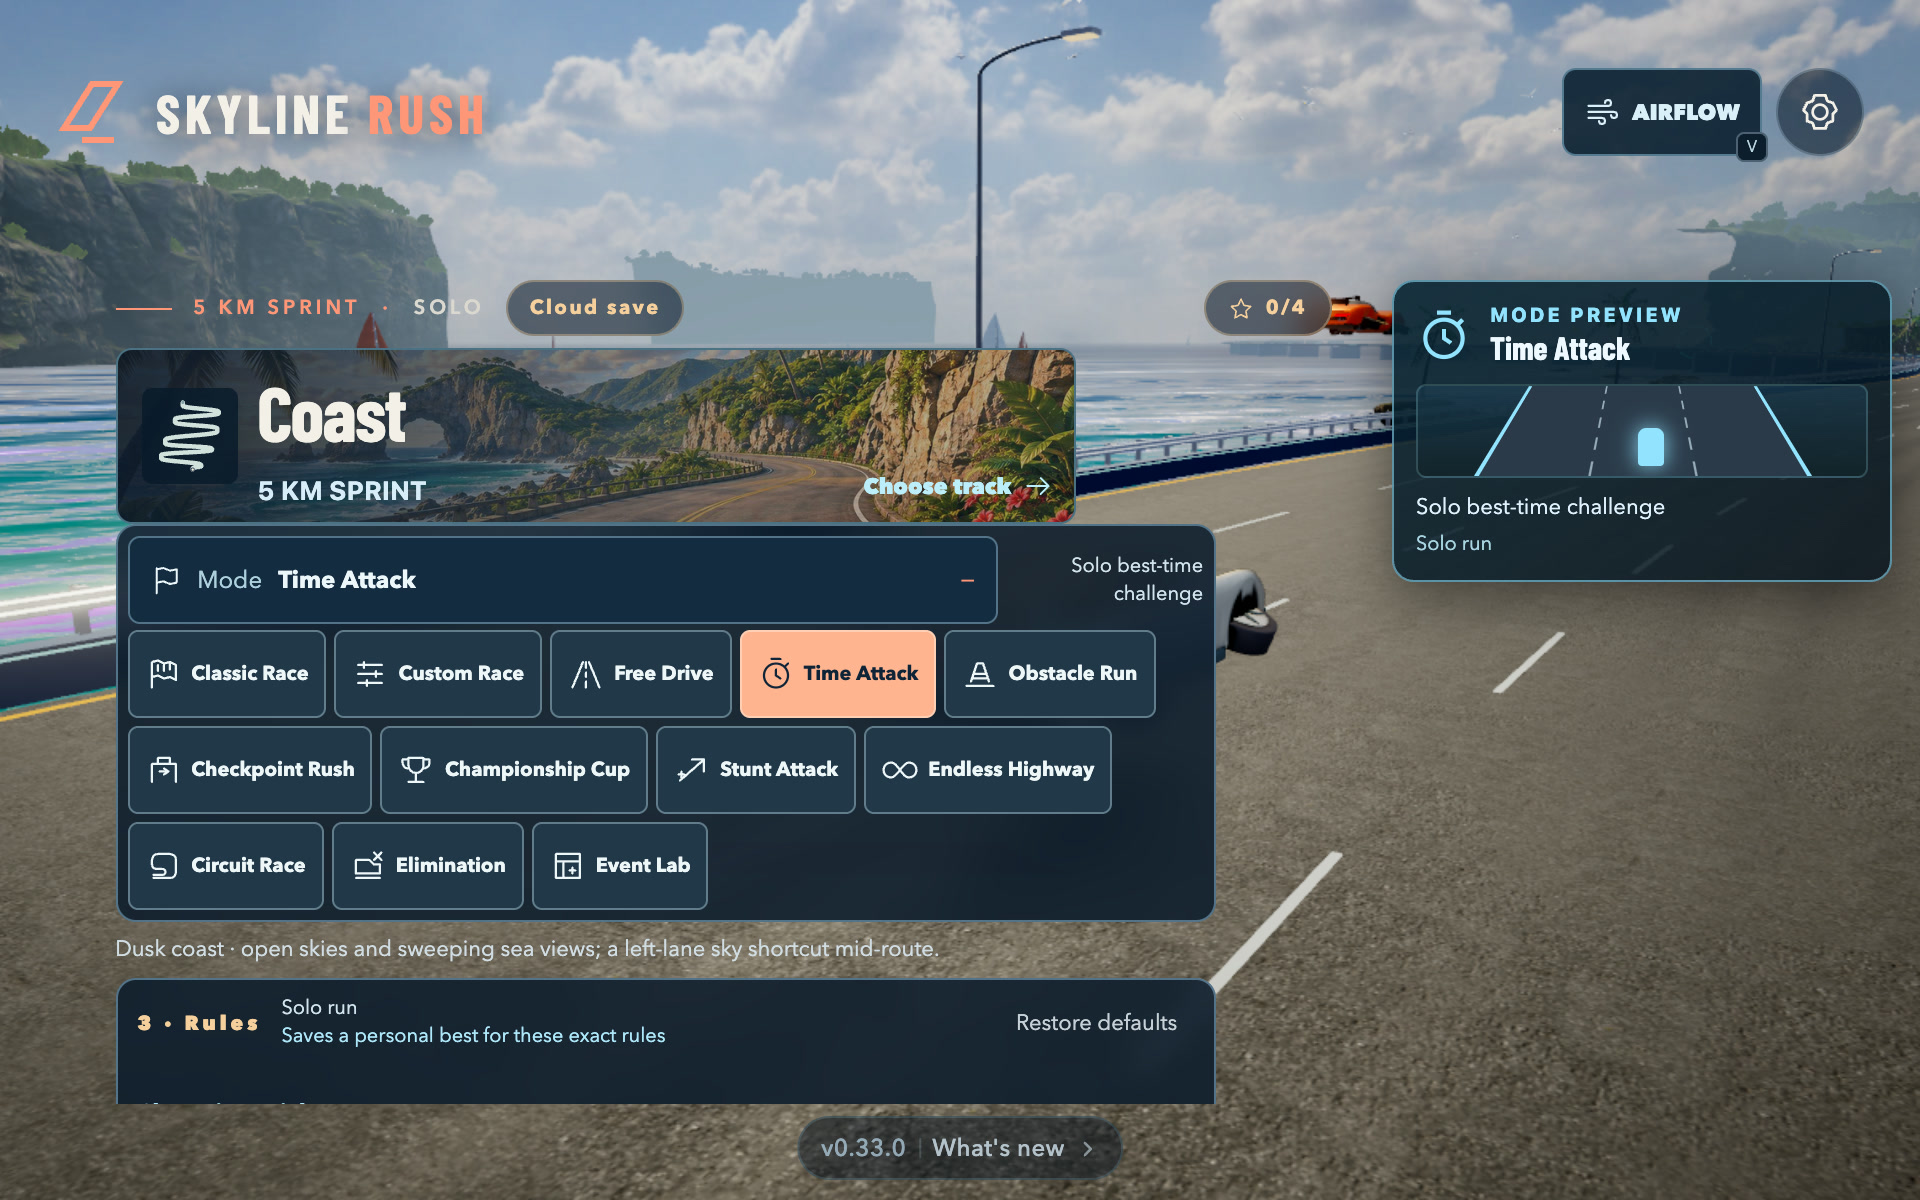 SKYLINE RUSH
AIRFLOW
V
5 KM SPRINT · SOLO
Cloud save
0/4
Coast
5 KM SPRINT
Choose track
MODE PREVIEW
Time Attack
Solo best-time challenge
Solo run
Mode Time Attack
Solo best-time
challenge
Classic Race
Custom Race
Free Drive
Time Attack
Obstacle Run
Checkpoint Rush
Championship Cup
Stunt Attack
Endless Highway
Circuit Race
Elimination
Event Lab
Dusk coast · open skies and sweeping sea views; a left-lane sky shortcut mid-route.
3 · Rules
Solo run
Saves a personal best for these exact rules
Restore defaults
v0.33.0 | What's new